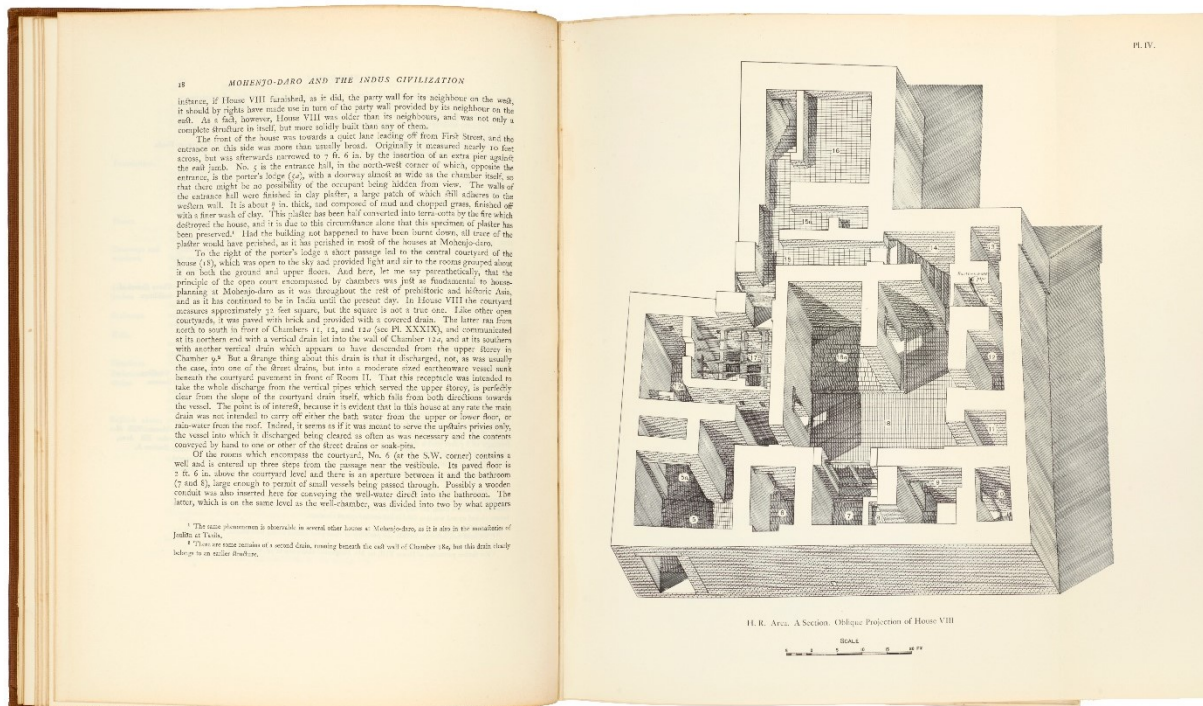 18 MOHENJO-DARO AND THE INDUS CIVILIZATION
instance, if House VIII furnished, as it did, the party wall for its neighbour on the west,
it should by rights have made use in turn of the party wall provided by its neighbour on the
east. As a fact, however, House VIII was older than its neighbours, and was not only a
complete structure in itself, but more solidly built than any of them.
The front of the house was towards a quiet lane leading off from First Street, and the
entrance on this side was more than usually broad. Originally it measured nearly 10 feet
across, but was afterwards narrowed to 7 ft. 6 in. by the insertion of an extra pier against
the east jamb. No. 5 is the entrance hall, in the north-west corner of which, opposite the
entrance, is the porter's lodge (5a), with a doorway almost as wide as the chamber itself, so
that there might be no possibility of the occupant being hidden from view. The walls of
the entrance hall were finished in clay plaster, a large patch of which still adheres to the
western wall. It is about in. thick, and composed of mud and chopped grass, finished off
with a finer wash of clay. This plaster has been half converted into terra-cotta by the fire which
destroyed the house, and it is due to this circumstance alone that this specimen of plaster has
been preserved.¹ Had the building not happened to have been burnt down, all trace of the
plaster would have perished, as it has perished in most of the houses at Mohenjo-daro.
To the right of the porter's lodge a short passage led to the central courtyard of the
house (18), which was open to the sky and provided light and air to the rooms grouped about
it on both the ground and upper floors. And here, let me say parenthetically, that the
principle of the open court encompassed by chambers was just as fundamental to house-
planning at Mohenjo-daro as it was throughout the rest of prehistoric and historic Asia,
and as it has continued to be in India until the present day. In House VIII the courtyard
measures approximately 32 feet square, but the square is not a true one. Like other open
courtyards, it was paved with brick and provided with a covered drain. The latter ran from
north to south in front of Chambers 11, 12, and 12a (see Pl. XXXIX), and communicated
at its northern end with a vertical drain let into the wall of Chamber 12a, and at its southern
with another vertical drain which appears to have descended from the upper storey in
Chamber 9.² But a strange thing about this drain is that it discharged, not, as was usually
the case, into one of the street drains, but into a moderate sized earthenware vessel sunk
beneath the courtyard pavement in front of Room II. That this receptacle was intended to
take the whole discharge from the vertical pipes which served the upper storey, is perfectly
clear from the slope of the courtyard drain itself, which falls from both directions towards
the vessel. The point is of interest, because it is evident that in this house at any rate the main
drain was not intended to carry off either the bath water from the upper or lower floor, or
rain-water from the roof. Indeed, it seems as if it was meant to serve the upstairs privies only,
the vessel into which it discharged being cleared as often as was necessary and the contents
conveyed by hand to one or other of the street drains or soak-pits.
Of the rooms which encompass the courtyard, No. 6 (at the S.W. corner) contains a
well and is entered up three steps from the passage near the vestibule. Its paved floor is
2 ft. 6 in. above the courtyard level and there is an aperture between it and the bathroom
(7 and 8), large enough to permit of small vessels being passed through. Possibly a wooden
conduit was also inserted here for conveying the well-water direct into the bathroom. The
latter, which is on the same level as the well-chamber, was divided into two by what appears
¹ The same phenomenon is observable in several other houses at Mohenjo-daro, as it is also in the monasteries of
Jauliāñ at Taxila.
² There are some remains of a second drain, running beneath the east wall of Chamber 18a, but this drain clearly
belongs to an earlier structure.
Pl. IV.
16
14
13
12
18a
17
11
18
5a
5
6
7
8
9
10
H. R. Area. A Section. Oblique Projection of House VIII
SCALE